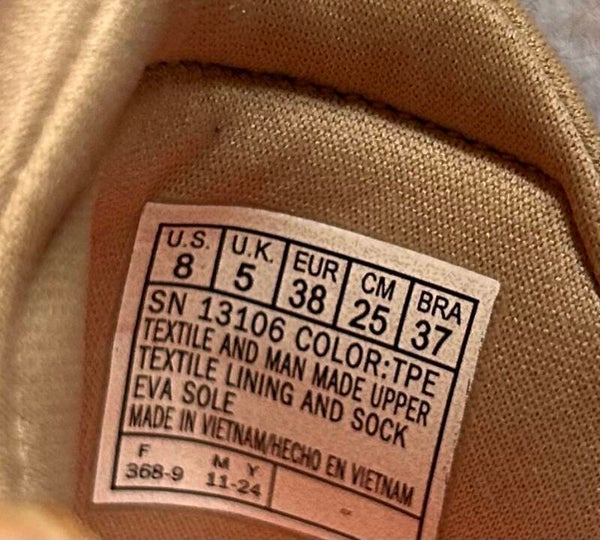 U.S. U.K. EUR CM BRA
8 5 38 25 37
SN 13106 COLOR:TPE
TEXTILE AND MAN MADE UPPER
TEXTILE LINING AND SOCK
EVA SOLE
MADE IN VIETNAM/HECHO EN VIETNAM
F M Y
368-9 11-24